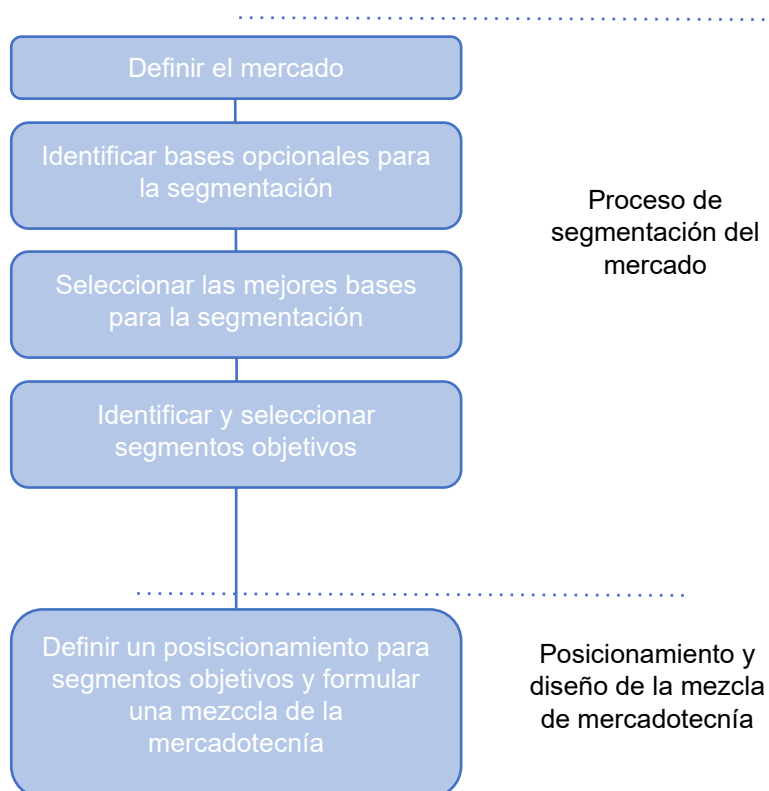 Definir el mercado
Identificar bases opcionales para
la segmentación
Proceso de
segmentación del
mercado
Seleccionar las mejores bases
para la segmentación
Identificar y seleccionar
segmentos objetivos
Definir un posiscionamiento para
segmentos objetivos y formular
una mezccla de la
mercadotecnía
Posicionamiento y
diseño de la mezcla
de mercadotecnía